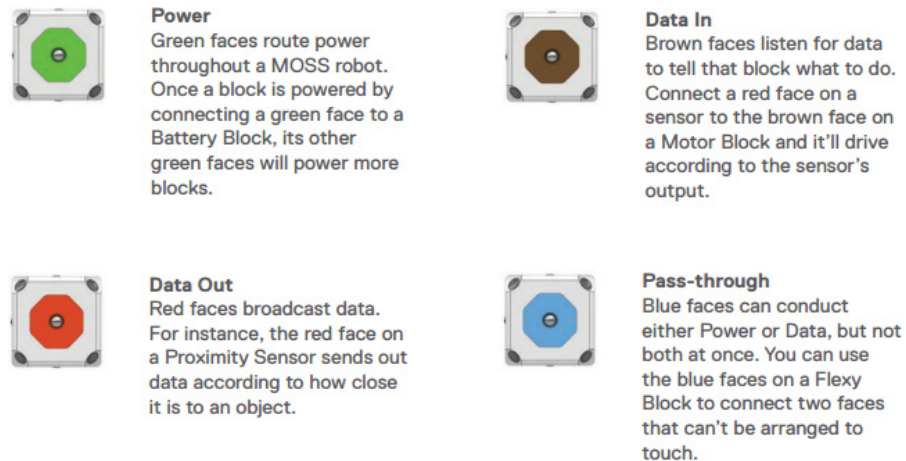 Power
Green faces route power
throughout a MOSS robot.
Once a block is powered by
connecting a green face to a
Battery Block, its other
green faces will power more
blocks.
Data In
Brown faces listen for data
to tell that block what to do.
Connect a red face on a
sensor to the brown face on
a Motor Block and it'll drive
according to the sensor's
output.
Data Out
Red faces broadcast data.
For instance, the red face on
a Proximity Sensor sends out
data according to how close
it is to an object.
Pass-through
Blue faces can conduct
either Power or Data, but not
both at once. You can use
the blue faces on a Flexy
Block to connect two faces
that can't be arranged to
touch.